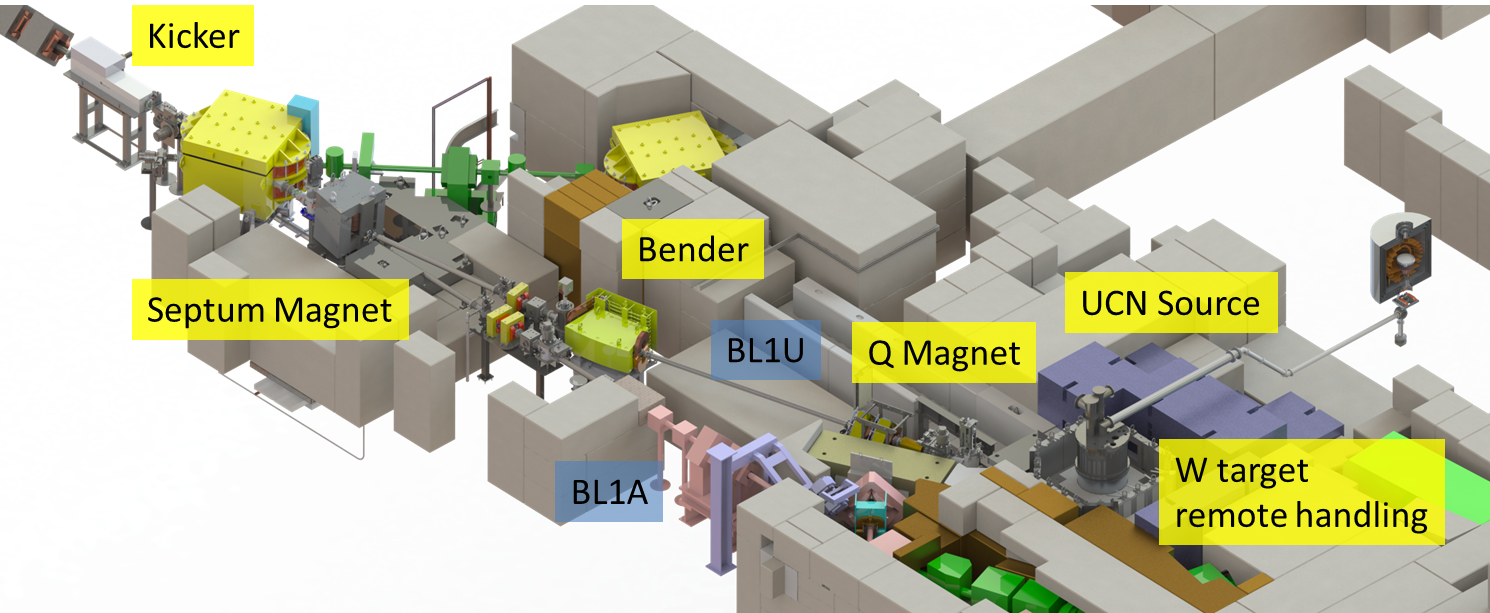 Kicker
Septum Magnet
Bender
BL1U
Q Magnet
UCN Source
BL1A
W target
remote handling